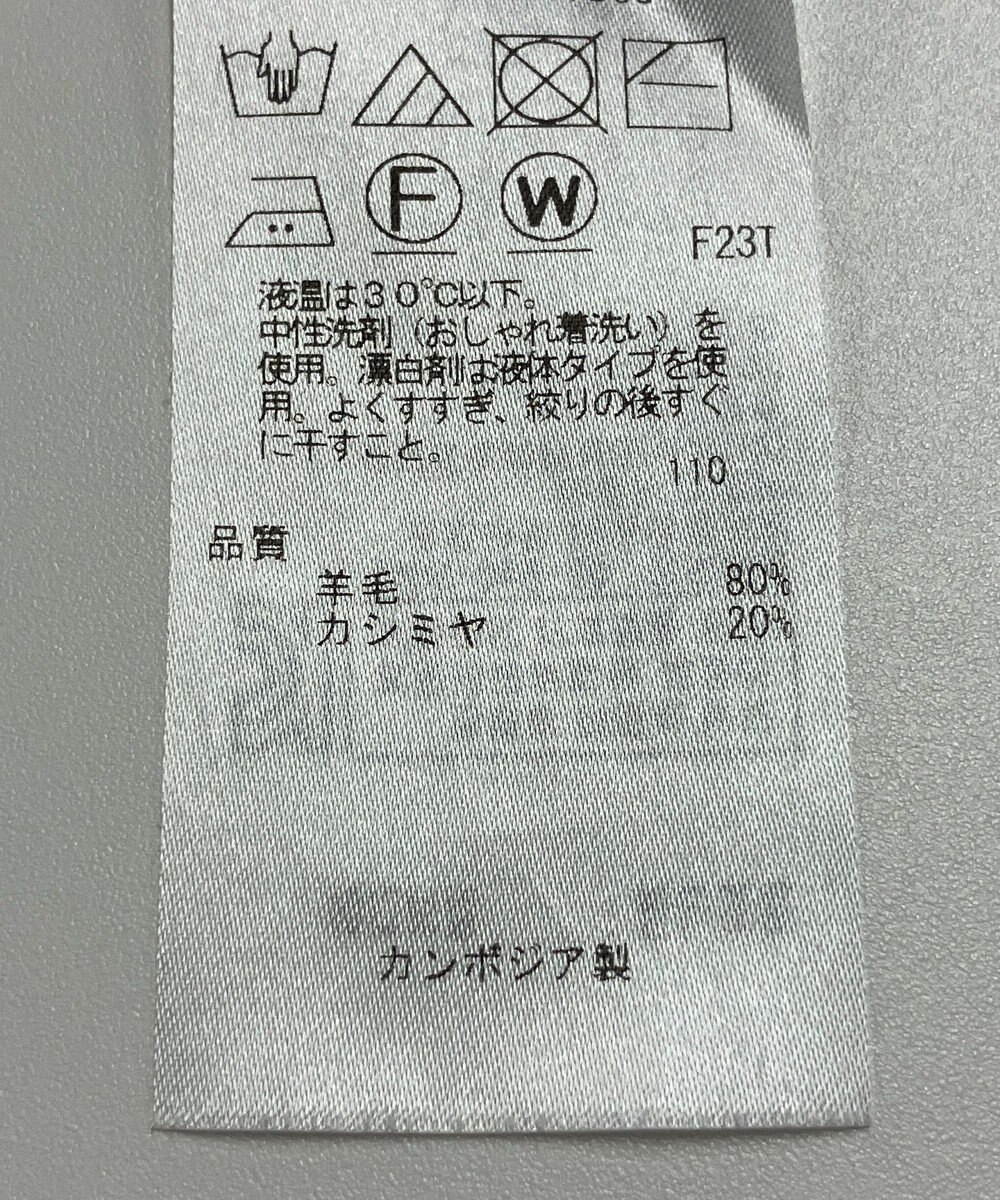 F
W
F23T
液温は30℃以下。
中性洗剤（おしゃれ着洗い）を
使用。漂白剤は液体タイプを使
用。よくすすぎ、絞りの後すぐ
に干すこと。
110
品質
羊毛 80%
カシミヤ 20%
カンボジア製